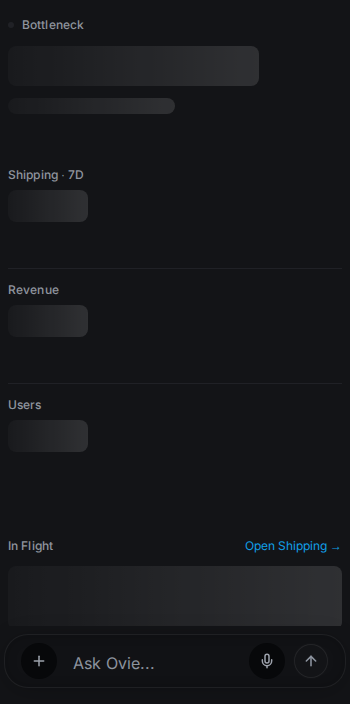 Bottleneck
Shipping · 7D
Revenue
Users
In Flight
Open Shipping →
Ask Ovie...